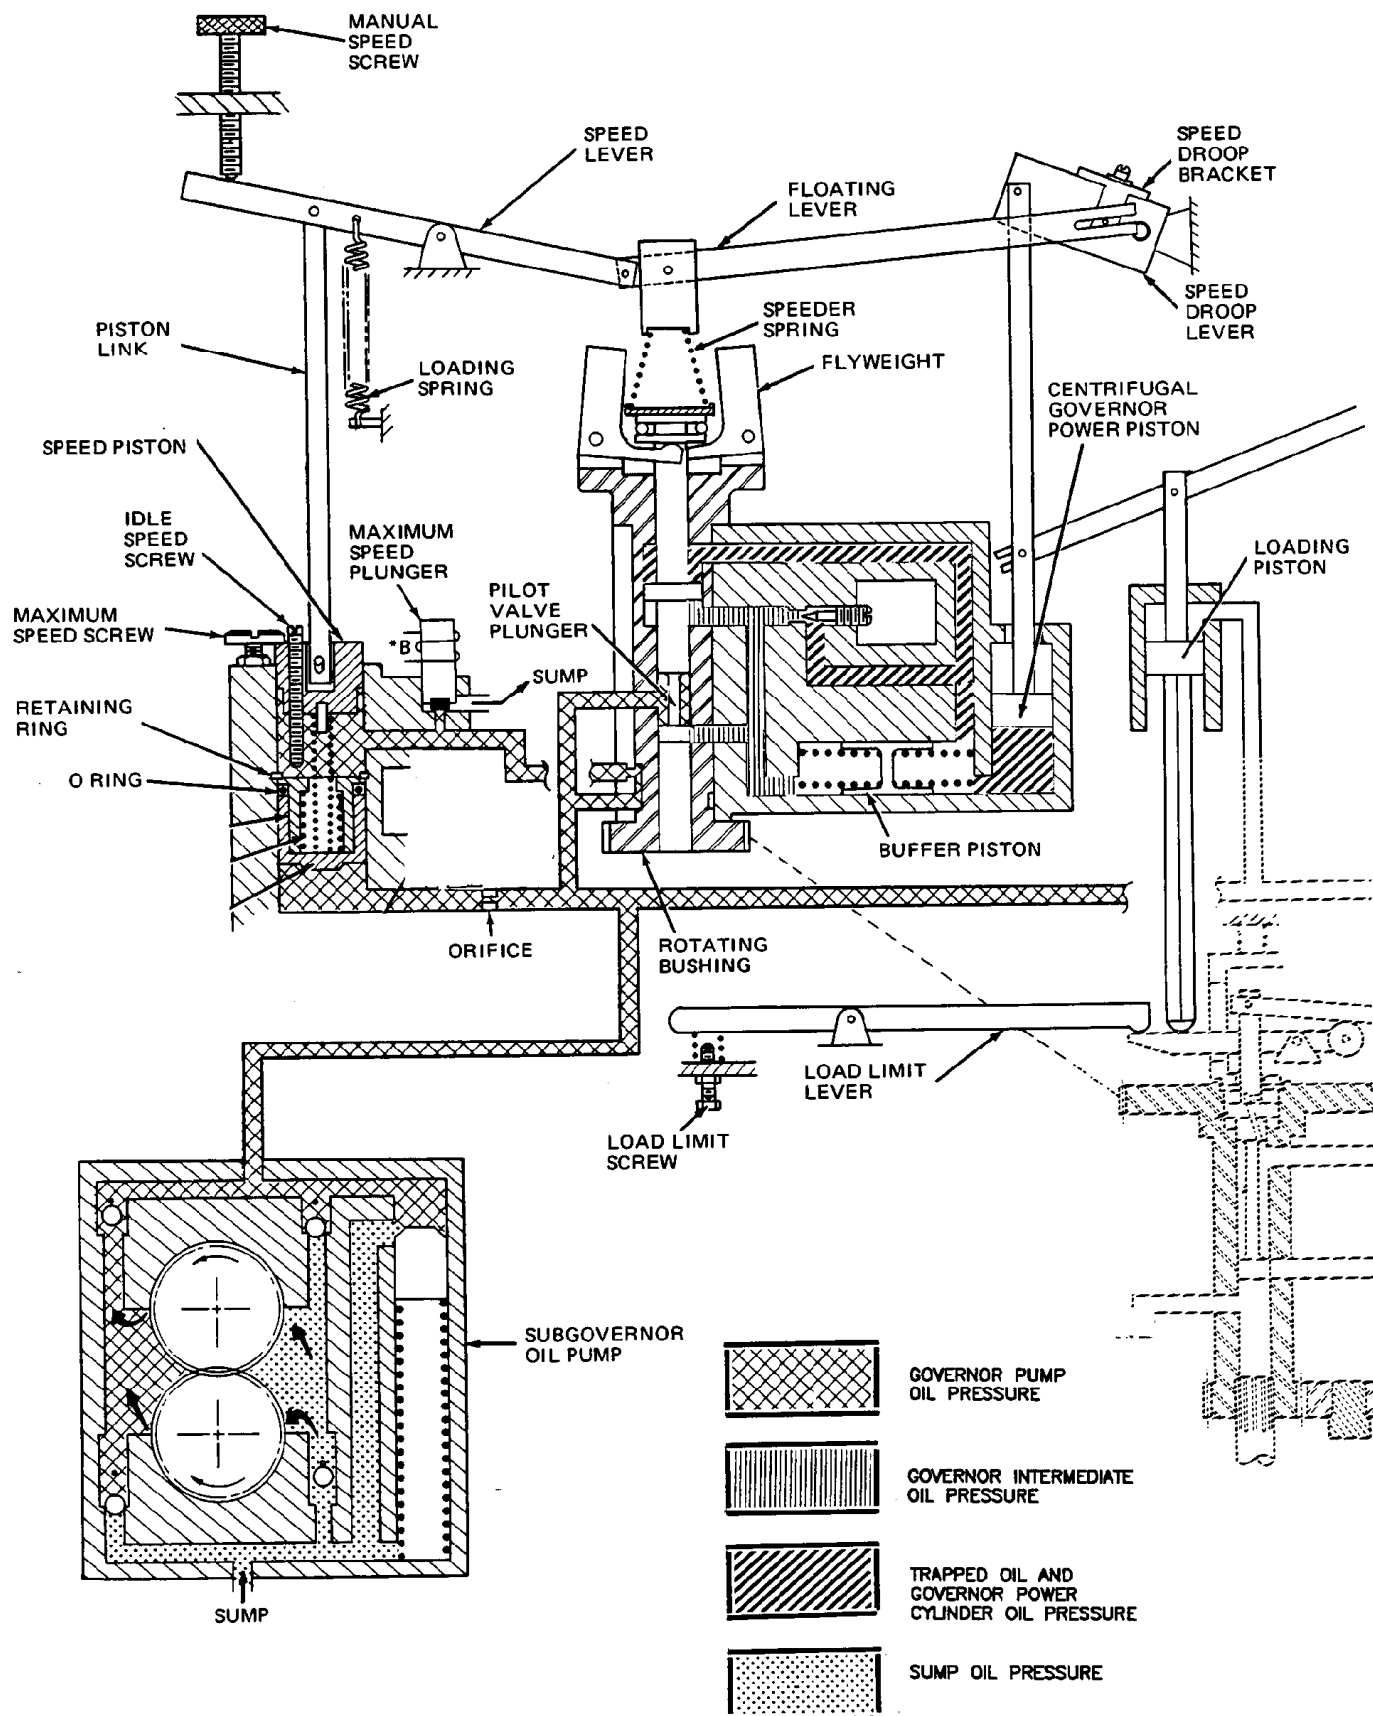 MANUAL
SPEED
SCREW
SPEED
LEVER
FLOATING
LEVER
SPEED
DROOP
BRACKET
SPEED
DROOP
LEVER
PISTON
LINK
LOADING
SPRING
SPEEDER
SPRING
FLYWEIGHT
CENTRIFUGAL
GOVERNOR
POWER PISTON
SPEED PISTON
IDLE
SPEED
SCREW
MAXIMUM
SPEED
PLUNGER
PILOT
VALVE
PLUNGER
LOADING
PISTON
MAXIMUM
SPEED SCREW
*B
SUMP
RETAINING
RING
O RING
BUFFER PISTON
ORIFICE
ROTATING
BUSHING
LOAD LIMIT
LEVER
LOAD LIMIT
SCREW
SUBGOVERNOR
OIL PUMP
SUMP
GOVERNOR PUMP
OIL PRESSURE
GOVERNOR INTERMEDIATE
OIL PRESSURE
TRAPPED OIL AND
GOVERNOR POWER
CYLINDER OIL PRESSURE
SUMP OIL PRESSURE